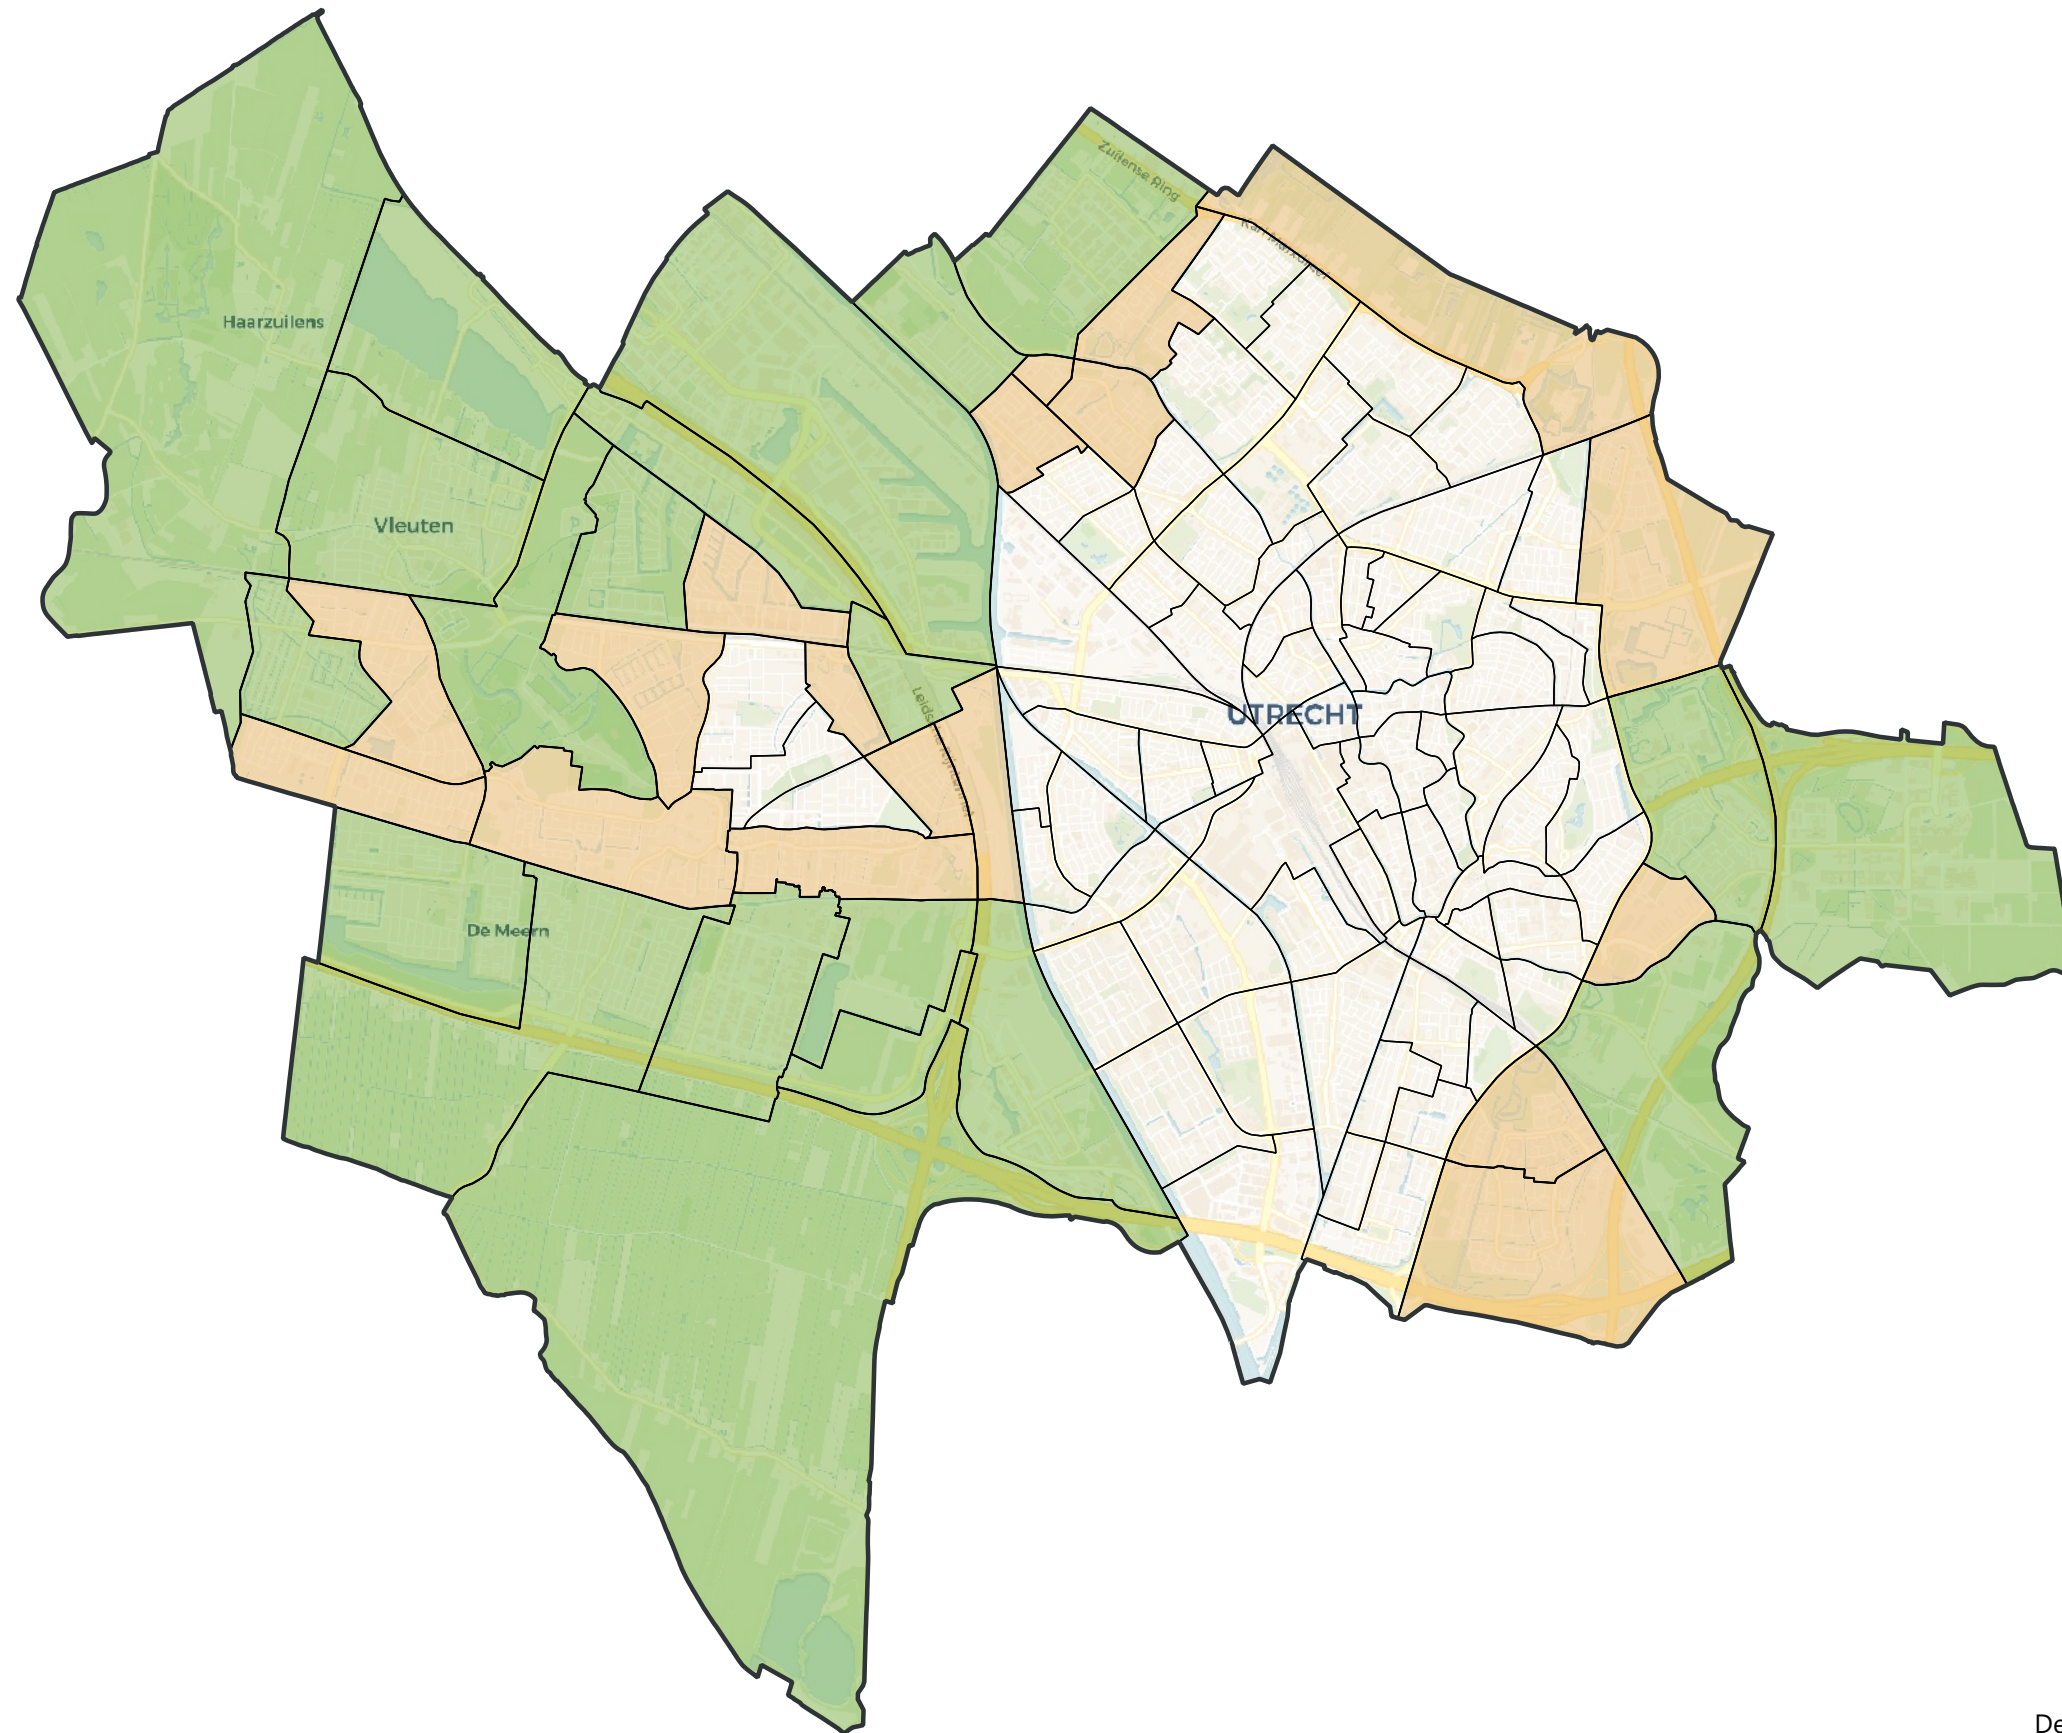 Zuilense Ring
Haarzuilens
Vleuten
UTRECHT
De Meern
De